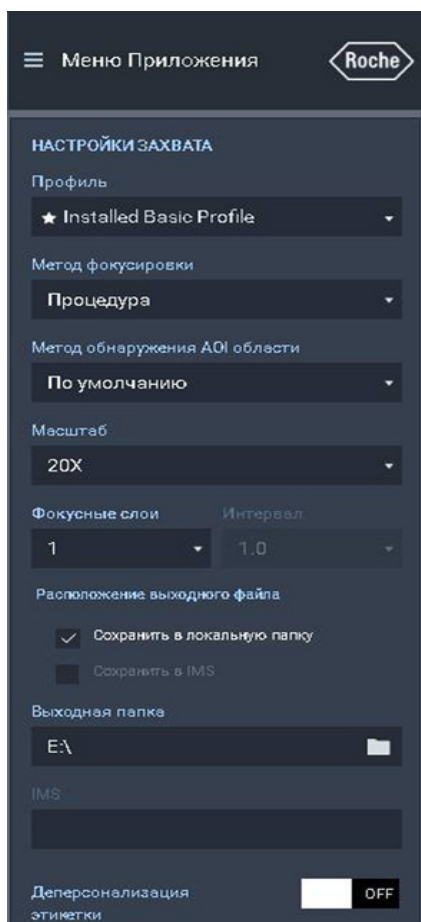 Меню Приложения
Roche
НАСТРОЙКИ ЗАХВАТА
Профиль
★ Installed Basic Profile
Метод фокусировки
Процедура
Метод обнаружения AOI области
По умолчанию
Масштаб
20X
Фокусные слои Интервал
1 1.0
Расположение выходного файла
Сохранить в локальную папку
Сохранить в IMS
Выходная папка
E:\
IMS
Деперсонализация OFF
этикетки